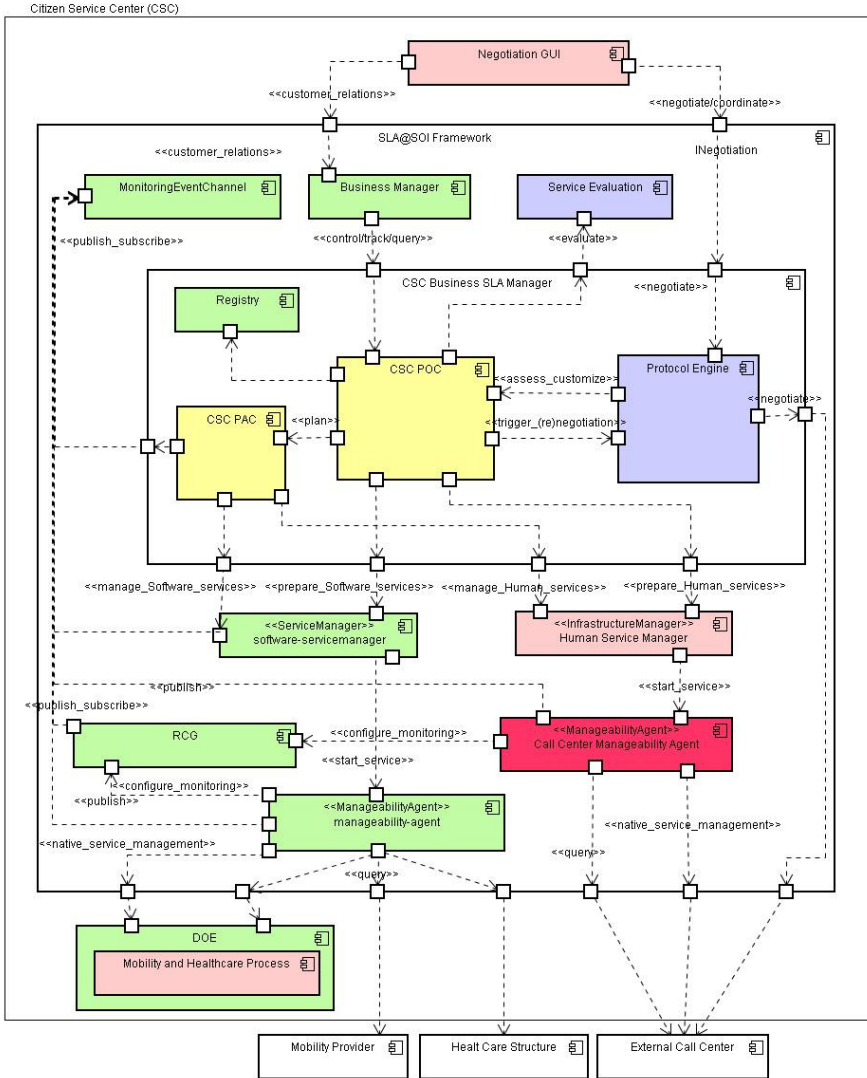 Citizen Service Center (CSC)
Negotiation GUI
<<customer_relations>>
<<negotiate/coordinate>>
SLA@SOI Framework
<<customer_relations>>
INegotiation
MonitoringEventChannel
Business Manager
Service Evaluation
<<publish_subscribe>>
<<control/track/query>>
<<evaluate>>
CSC Business SLA Manager
<<negotiate>>
Registry
CSC POC
Protocol Engine
<<assess_customize>>
<<negotiate>>
CSC PAC
<<plan>>
<<trigger_(re)negotiation>>
<<manage_Software_services>>
<<prepare_Software_services>>
<<manage_Human_services>>
<<prepare_Human_services>>
<<ServiceManager>>
software-servicemanager
<<InfrastructureManager>>
Human Service Manager
<<publish>>
<<start_service>>
<<publish_subscribe>>
RCG
<<configure_monitoring>>
<<ManageabilityAgent>>
Call Center Manageability Agent
<<start_service>>
<<configure_monitoring>>
<<publish>>
<<ManageabilityAgent>>
manageability-agent
<<native_service_management>>
<<native_service_management>>
<<query>>
<<query>>
DOE
Mobility and Healthcare Process
Mobility Provider
Healt Care Structure
External Call Center